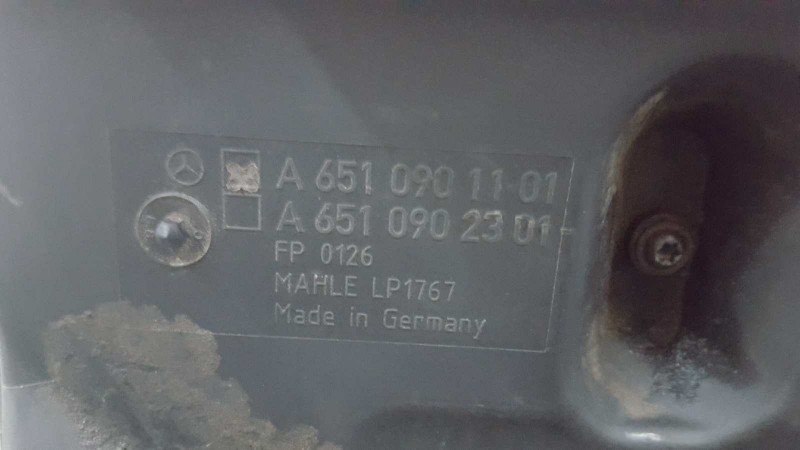 A 651 090 11 01
A 651 090 23 01
FP 0126
MAHLE LP1767
Made in Germany